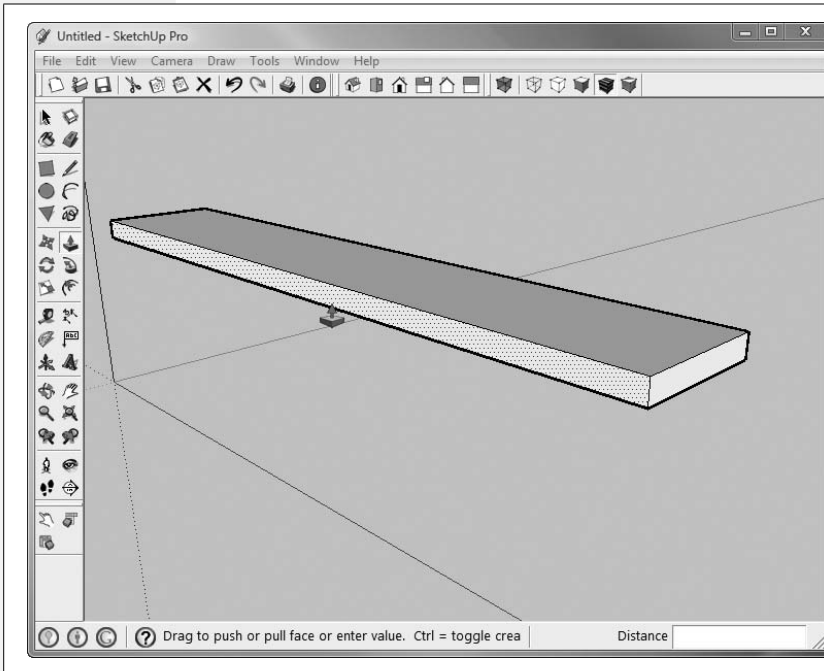 Untitled - SketchUp Pro
File Edit View Camera Draw Tools Window Help
Drag to push or pull face or enter value. Ctrl = toggle crea Distance